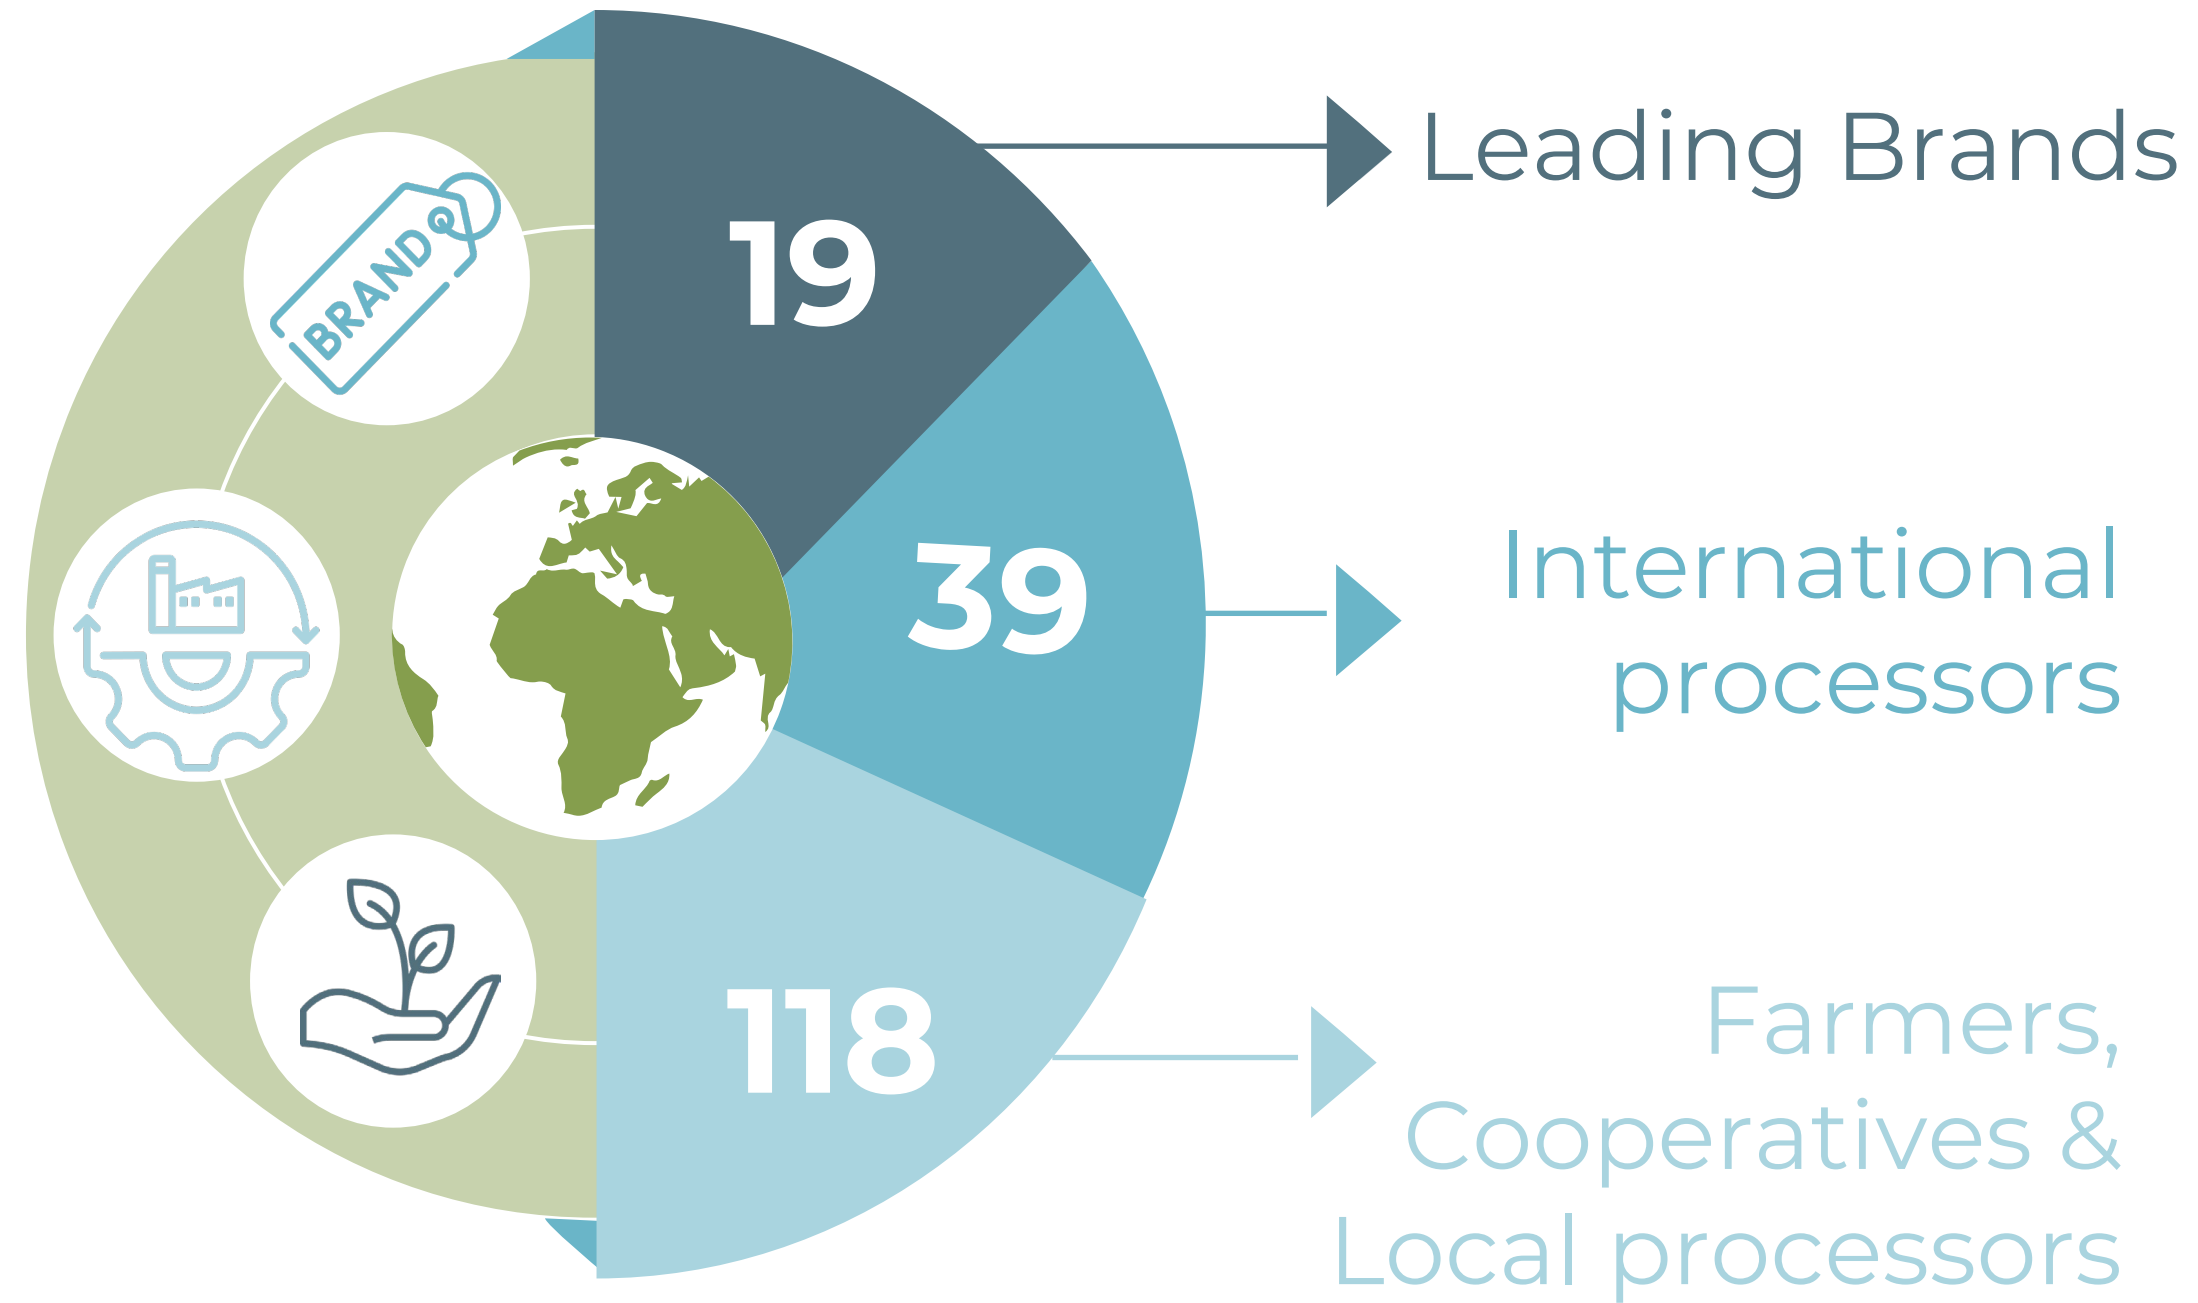 BRAND
19
Leading Brands
39
International
processors
118
Farmers,
Cooperatives &
Local processors